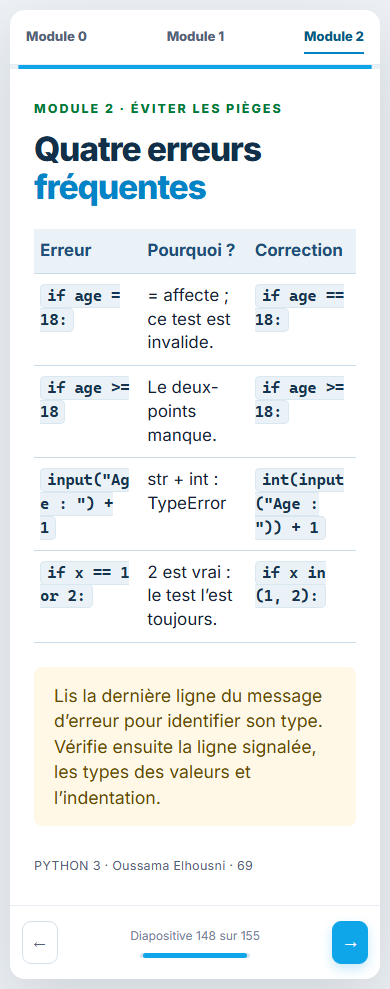 Module 0 Module 1 Module 2
MODULE 2 · ÉVITER LES PIÈGES
Quatre erreurs
fréquentes
Erreur Pourquoi ? Correction
if age =
18:
= affecte ;
ce test est
invalide.
if age ==
18:
if age >=
18
Le deux-
points
manque.
if age >=
18:
input("Ag
e : ") +
1
str + int :
TypeError
int(input
("Age :
")) + 1
if x == 1
or 2:
2 est vrai :
le test l’est
toujours.
if x in
(1, 2):
Lis la dernière ligne du message
d’erreur pour identifier son type.
Vérifie ensuite la ligne signalée,
les types des valeurs et
l’indentation.
PYTHON 3 · Oussama Elhousni · 69
← Diapositive 148 sur 155 →